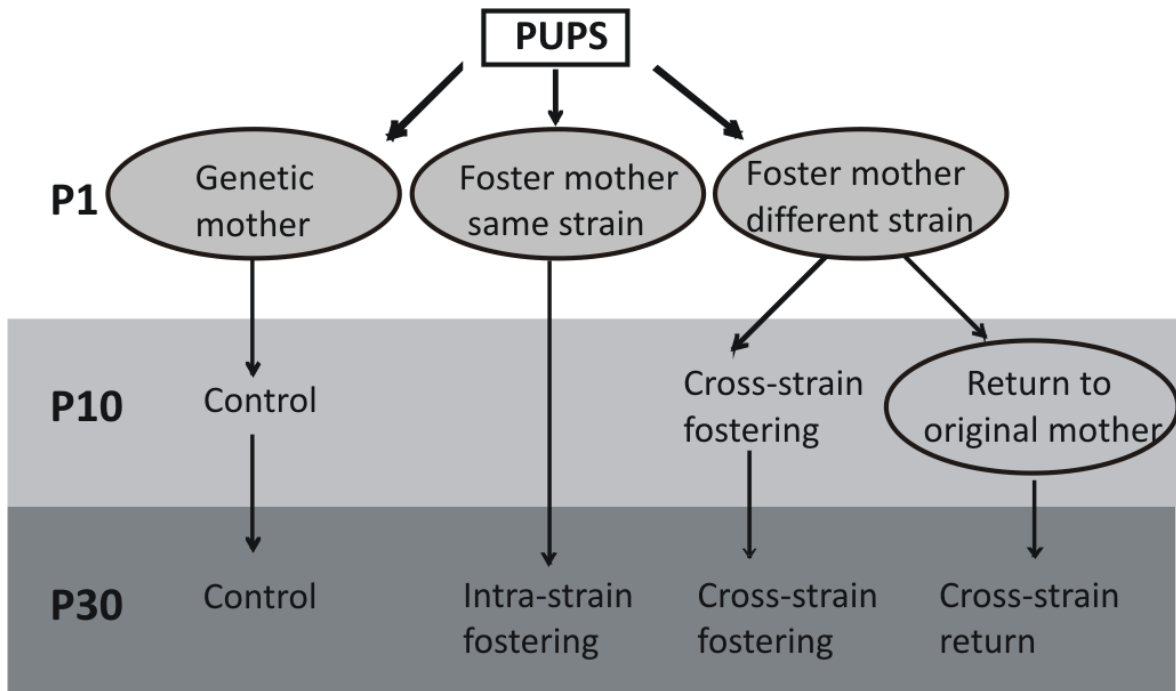 PUPS
P1
Genetic
mother
Foster mother
same strain
Foster mother
different strain
P10
Control
Cross-strain
fostering
Return to
original mother
P30
Control
Intra-strain
fostering
Cross-strain
fostering
Cross-strain
return